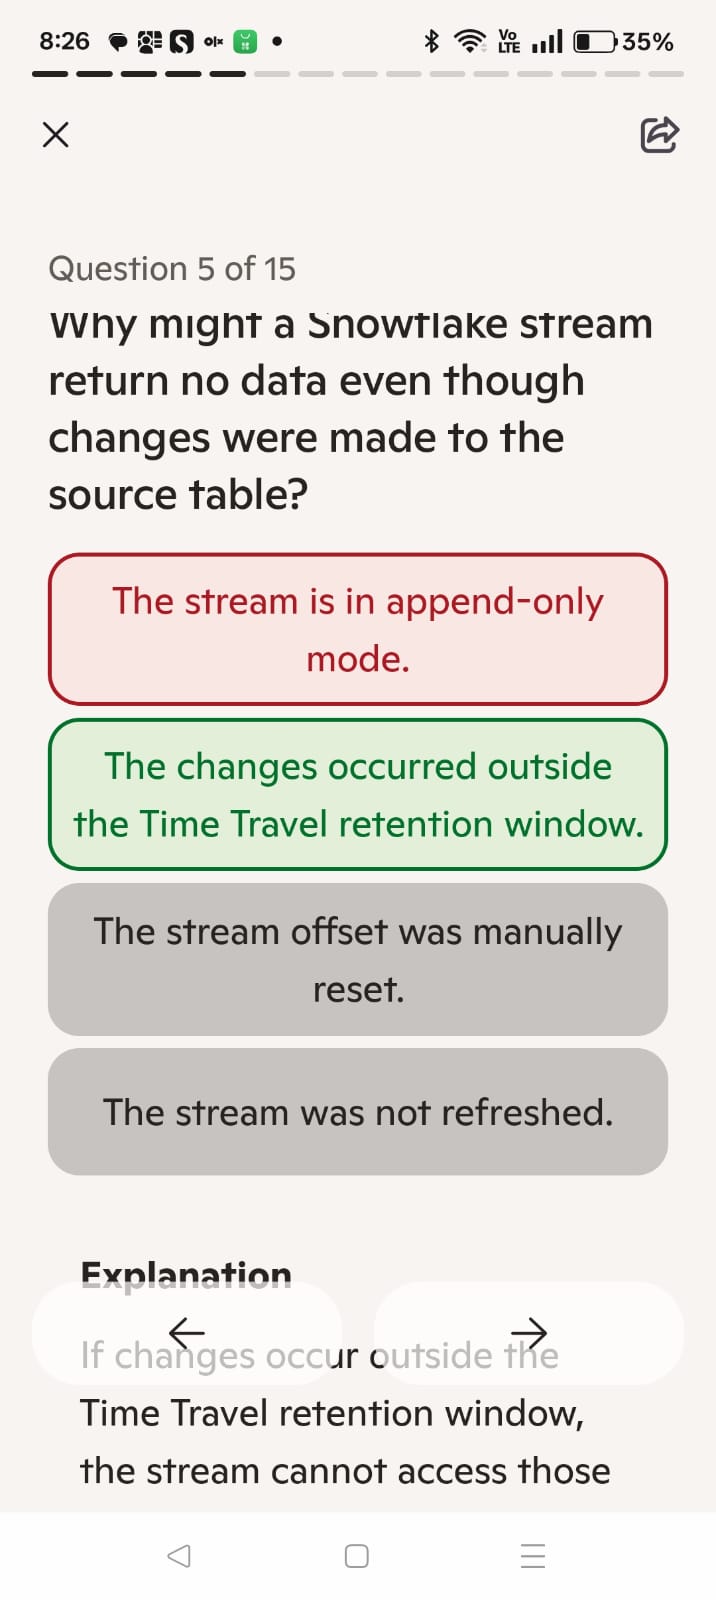 8:26
olx
Vo
LTE
35%
Question 5 of 15
Why might a Snowflake stream
return no data even though
changes were made to the
source table?
The stream is in append-only
mode.
The changes occurred outside
the Time Travel retention window.
The stream offset was manually
reset.
The stream was not refreshed.
Explanation
If changes occur outside the
Time Travel retention window,
the stream cannot access those